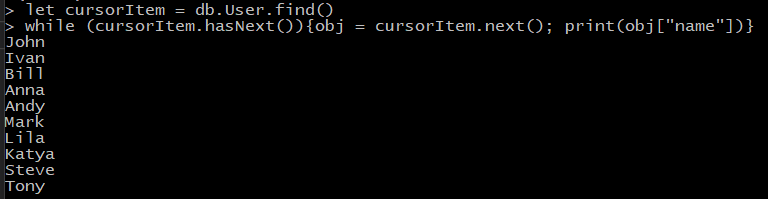 > let cursorItem = db.User.find()
> while (cursorItem.hasNext()){obj = cursorItem.next(); print(obj["name"])}
John
Ivan
Bill
Anna
Andy
Mark
Lila
Katya
Steve
Tony